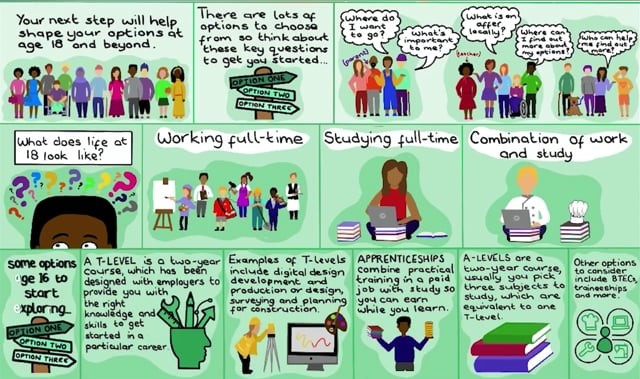 Your next step will help
shape your options at
age 18 and beyond.
There are lots of
options to choose
from so think about
these key questions
to get you started...
OPTION ONE
OPTION TWO
OPTION THREE
Where do
I want
to go?
(parents)
What's
important
to me?
What is on
offer
locally?
(teacher)
Where can
I find out
more about
my options?
Who can help
me find out
more?
What does life at
18 look like?
Working full-time
Studying full-time
Combination of work
and study
some options
age 16 to
start
exploring...
OPTION ONE
OPTION TWO
OPTION THREE
A T-LEVEL is a two-year
course, which has been
designed with employers to
provide you with
the right
knowledge and
skills to get
started in a
particular career.
Examples of T-Levels
include digital design
development and
production or design,
surveying and planning
for construction.
APPRENTICESHIPS
combine practical
training in a paid
job with study so
you can earn
while you learn.
A-LEVELS are a
two-year course,
usually you pick
three subjects to
study, which are
equivalent to one
T-Level.
Other options
to consider
include BTECs,
traineeships
and more.